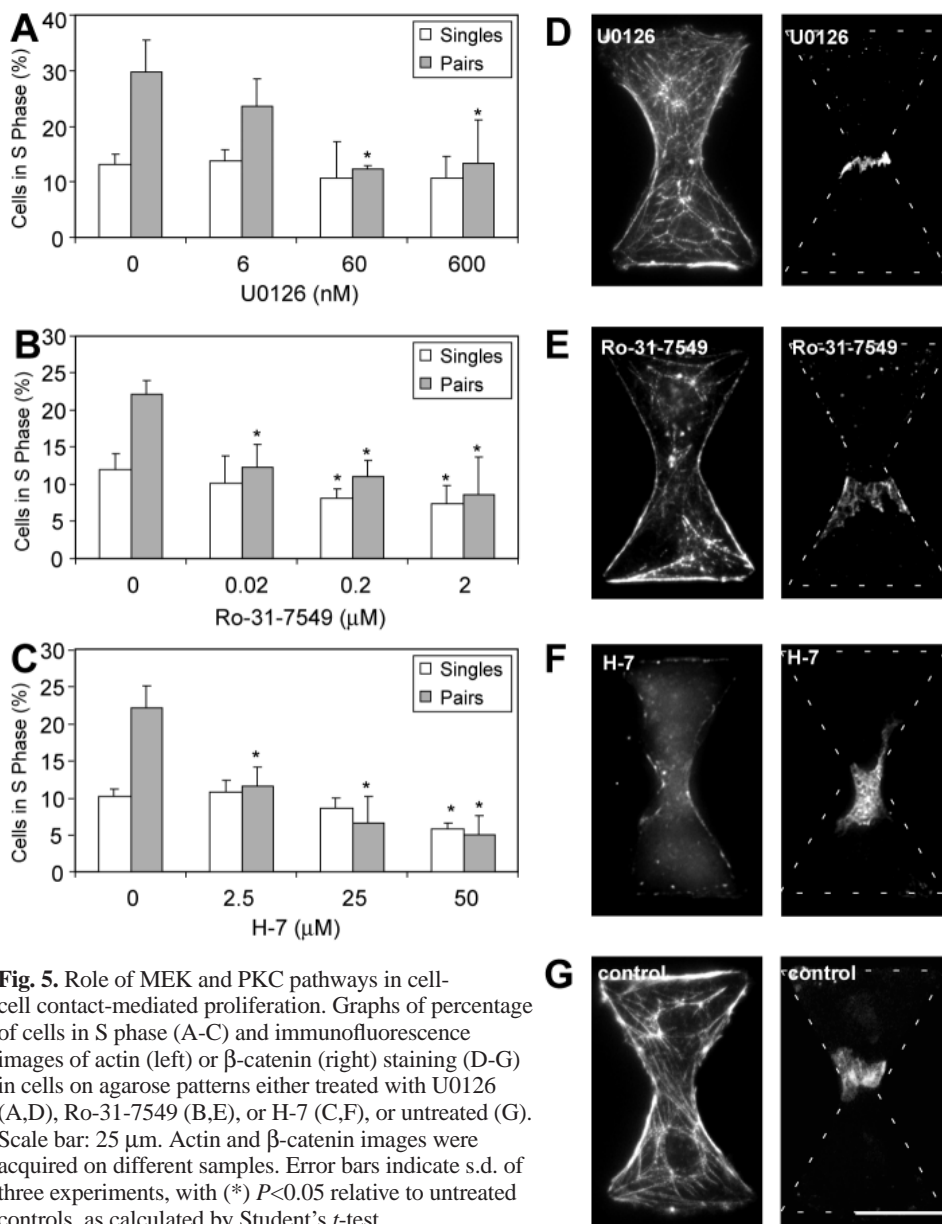 A
Cells in S Phase (%)
40
30
20
10
0
Singles
Pairs
*
*
0 6 60 600
U0126 (nM)
B
Cells in S Phase (%)
30
25
20
15
10
5
0
Singles
Pairs
*
* *
* *
0 0.02 0.2 2
Ro-31-7549 (μM)
C
Cells in S Phase (%)
30
25
20
15
10
5
0
Singles
Pairs
*
*
* *
0 2.5 25 50
H-7 (μM)
D
U0126
U0126
E
Ro-31-7549
Ro-31-7549
F
H-7
H-7
G
control
control
Fig. 5. Role of MEK and PKC pathways in cell-
cell contact-mediated proliferation. Graphs of percentage
of cells in S phase (A-C) and immunofluorescence
images of actin (left) or β-catenin (right) staining (D-G)
in cells on agarose patterns either treated with U0126
(A,D), Ro-31-7549 (B,E), or H-7 (C,F), or untreated (G).
Scale bar: 25 μm. Actin and β-catenin images were
acquired on different samples. Error bars indicate s.d. of
three experiments, with (*) P<0.05 relative to untreated
controls, as calculated by Student's t-test